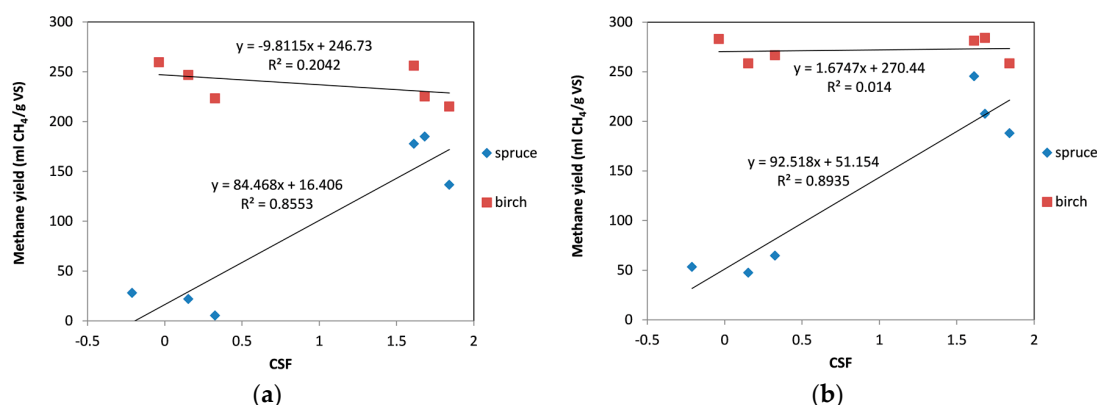 300
250
200
150
100
50
0
-0.5
0
0.5
1
1.5
2
Methane yield (ml CH₄/g VS)
CSF
y = -9.8115x + 246.73
R² = 0.2042
y = 84.468x + 16.406
R² = 0.8553
spruce
birch
(a)
300
250
200
150
100
50
0
-0.5
0
0.5
1
1.5
2
Methane yield (ml CH₄/g VS)
CSF
y = 1.6747x + 270.44
R² = 0.014
y = 92.518x + 51.154
R² = 0.8935
spruce
birch
(b)